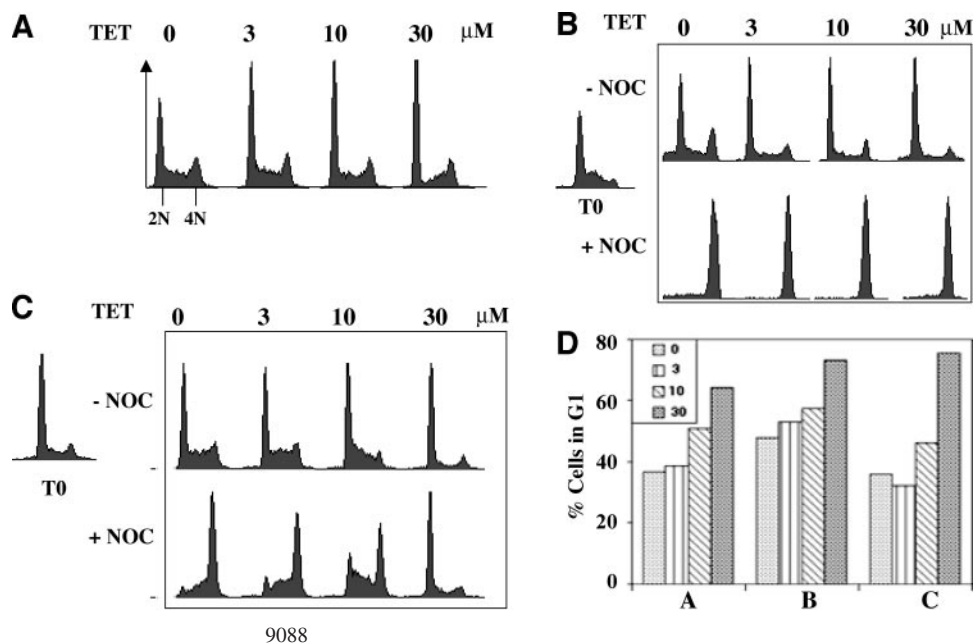 A
TET 0 3 10 30 μM
2N 4N
B
TET 0 3 10 30 μM
- NOC
T0
+ NOC
C
TET 0 3 10 30 μM
- NOC
T0
+ NOC
D
% Cells in G1
80
60
40
20
0
0
3
10
30
A B C
9088